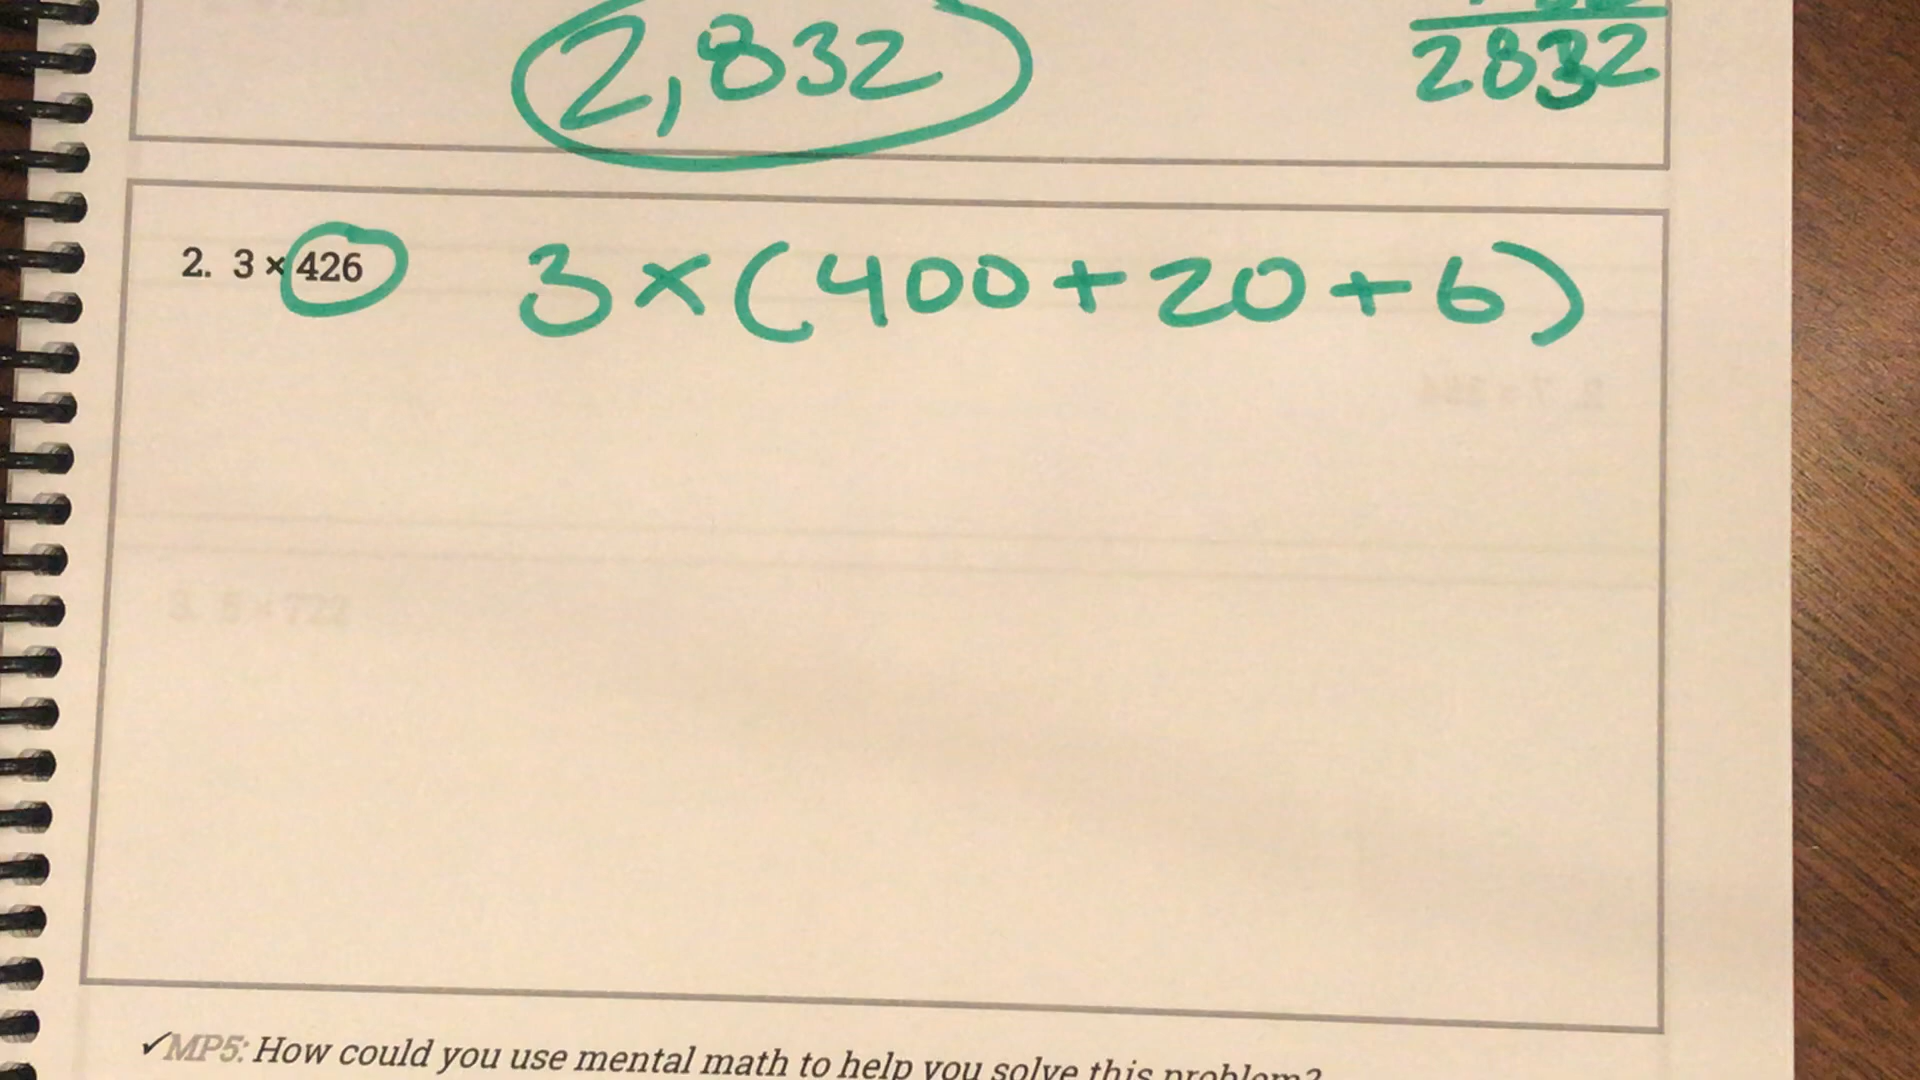 2,832
2832
2. 3 × 426
3 × (400 + 20 + 6)
✓MP5: How could you use mental math to help you solve this problem?